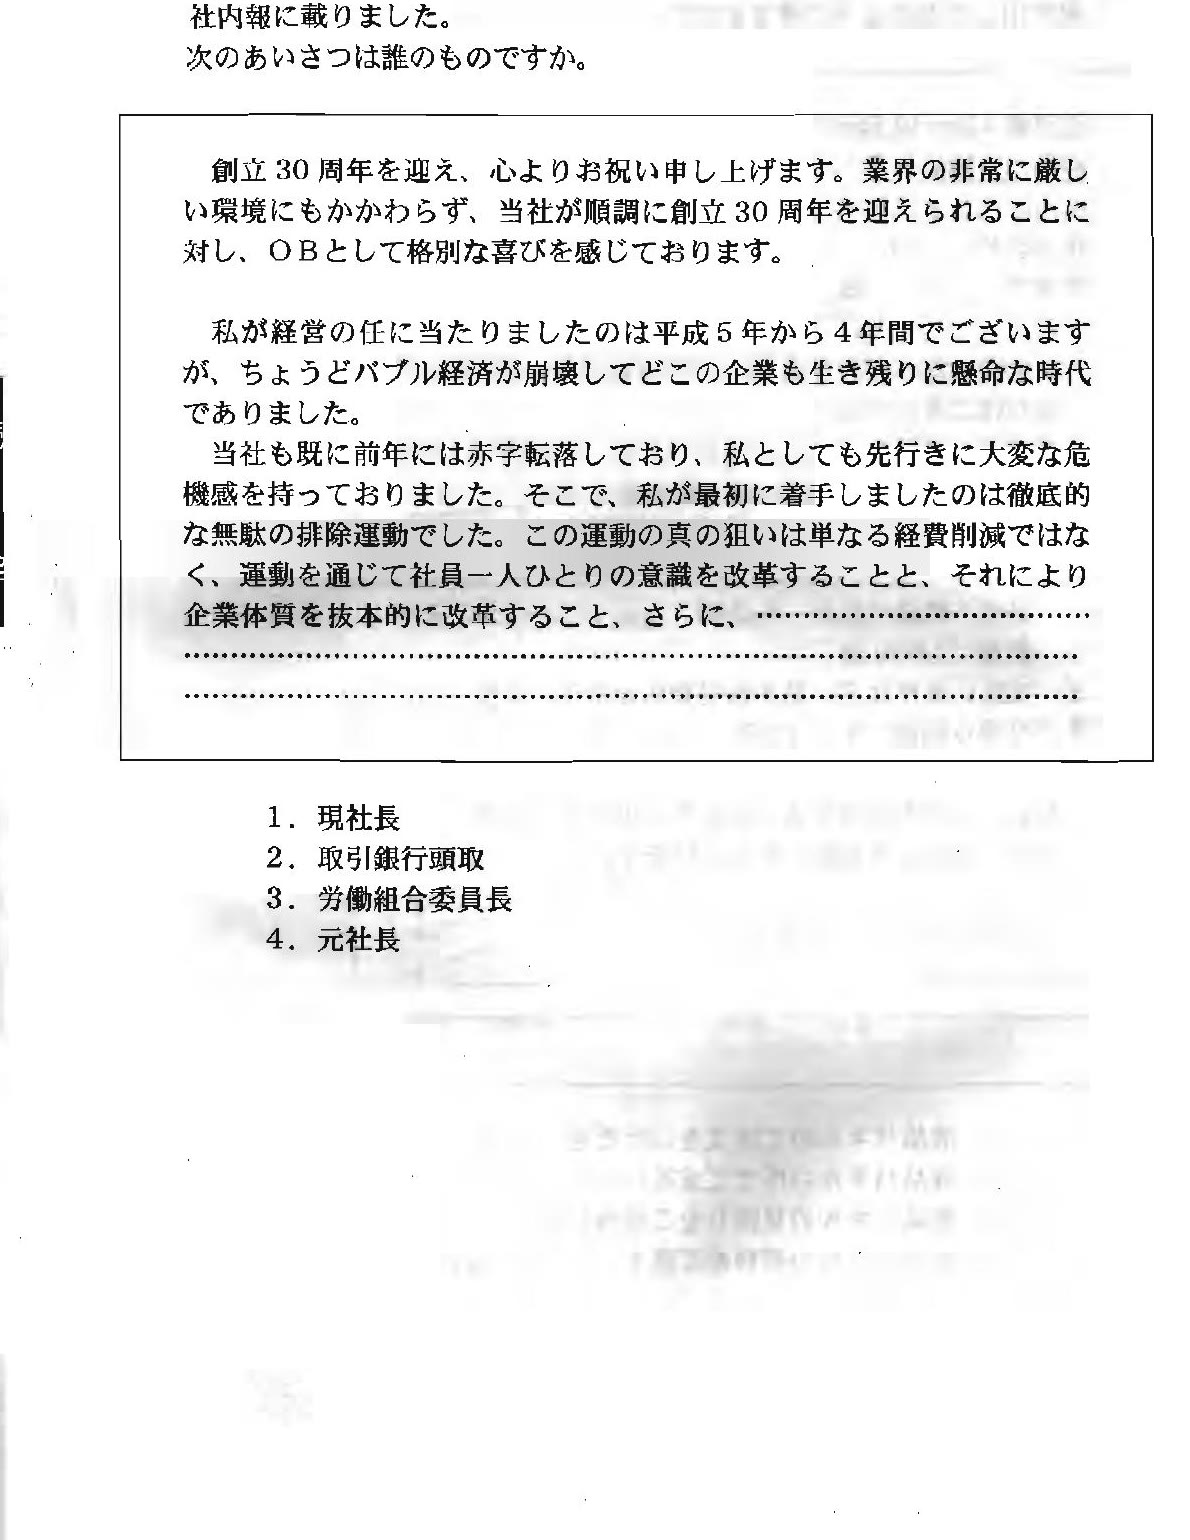 社内報に載りました。
次のあいさつは誰のものですか。
創立30周年を迎え、心よりお祝い申し上げます。業界の非常に厳し
い環境にもかかわらず、当社が順調に創立30周年を迎えられることに
対し、ＯＢとして格別な喜びを感じております。
私が経営の任に当たりましたのは平成５年から４年間でございます
が、ちょうどバブル経済が崩壊してどこの企業も生き残りに懸命な時代
でありました。
当社も既に前年には赤字転落しており、私としても先行きに大変な危
機感を持っておりました。そこで、私が最初に着手しましたのは徹底的
な無駄の排除運動でした。この運動の真の狙いは単なる経費削減ではな
く、運動を通じて社員一人ひとりの意識を改革することと、それにより
企業体質を抜本的に改革すること、さらに、……………………………
………………………………………………………………………………
………………………………………………………………………………
１．現社長
２．取引銀行頭取
３．労働組合委員長
４．元社長